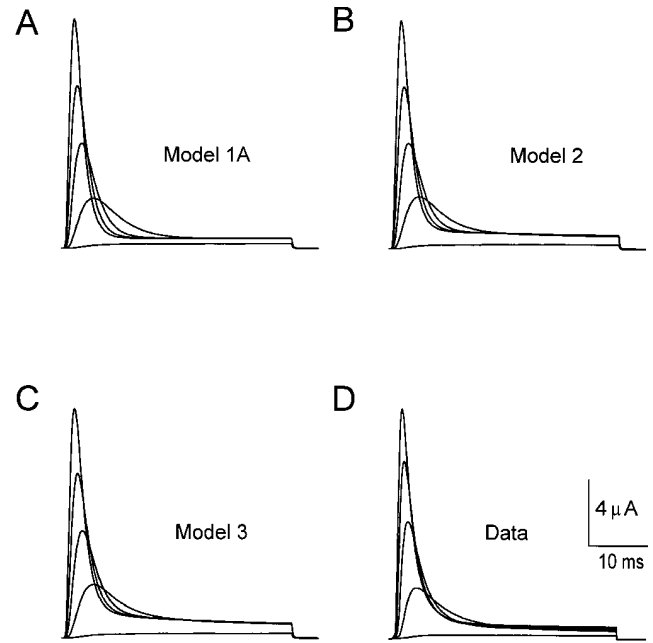 A
Model 1A
B
Model 2
C
Model 3
D
Data
4 μA
10 ms